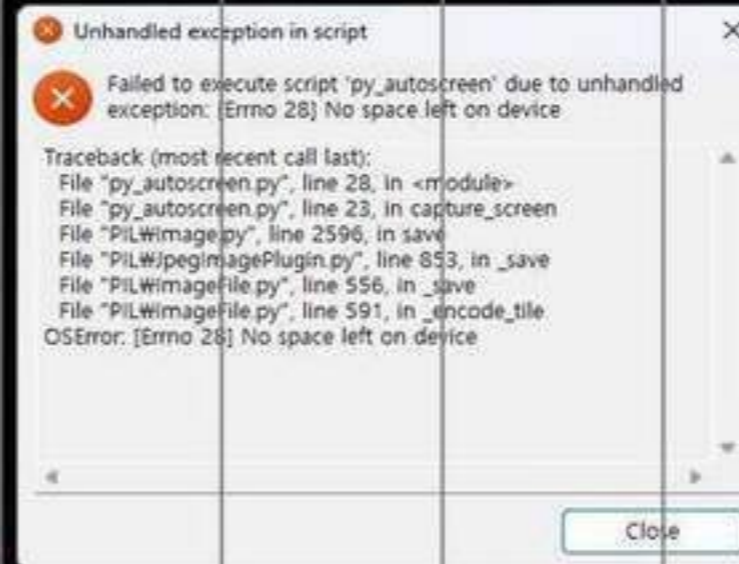 Unhandled exception in script
Failed to execute script 'py_autoscreen' due to unhandled
exception: [Errno 28] No space left on device
Traceback (most recent call last):
File "py_autoscreen.py", line 28, in <module>
File "py_autoscreen.py", line 23, in capture_screen
File "PIL₩Image.py", line 2596, in save
File "PIL₩JpegImagePlugin.py", line 853, in _save
File "PIL₩ImageFile.py", line 556, in _save
File "PIL₩ImageFile.py", line 591, in _encode_tile
OSError: [Errno 28] No space left on device
Close